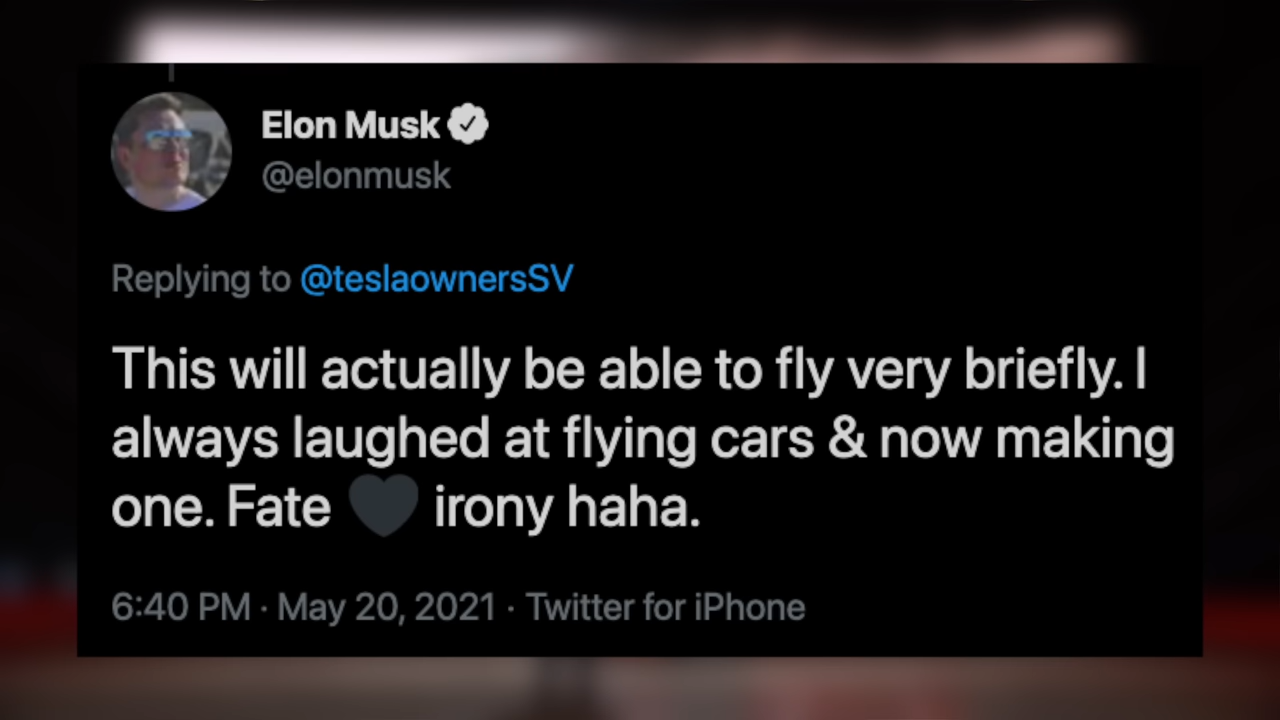 Elon Musk
@elonmusk
Replying to @teslaownersSV
This will actually be able to fly very briefly. I
always laughed at flying cars & now making
one. Fate 🖤 irony haha.
6:40 PM · May 20, 2021 · Twitter for iPhone